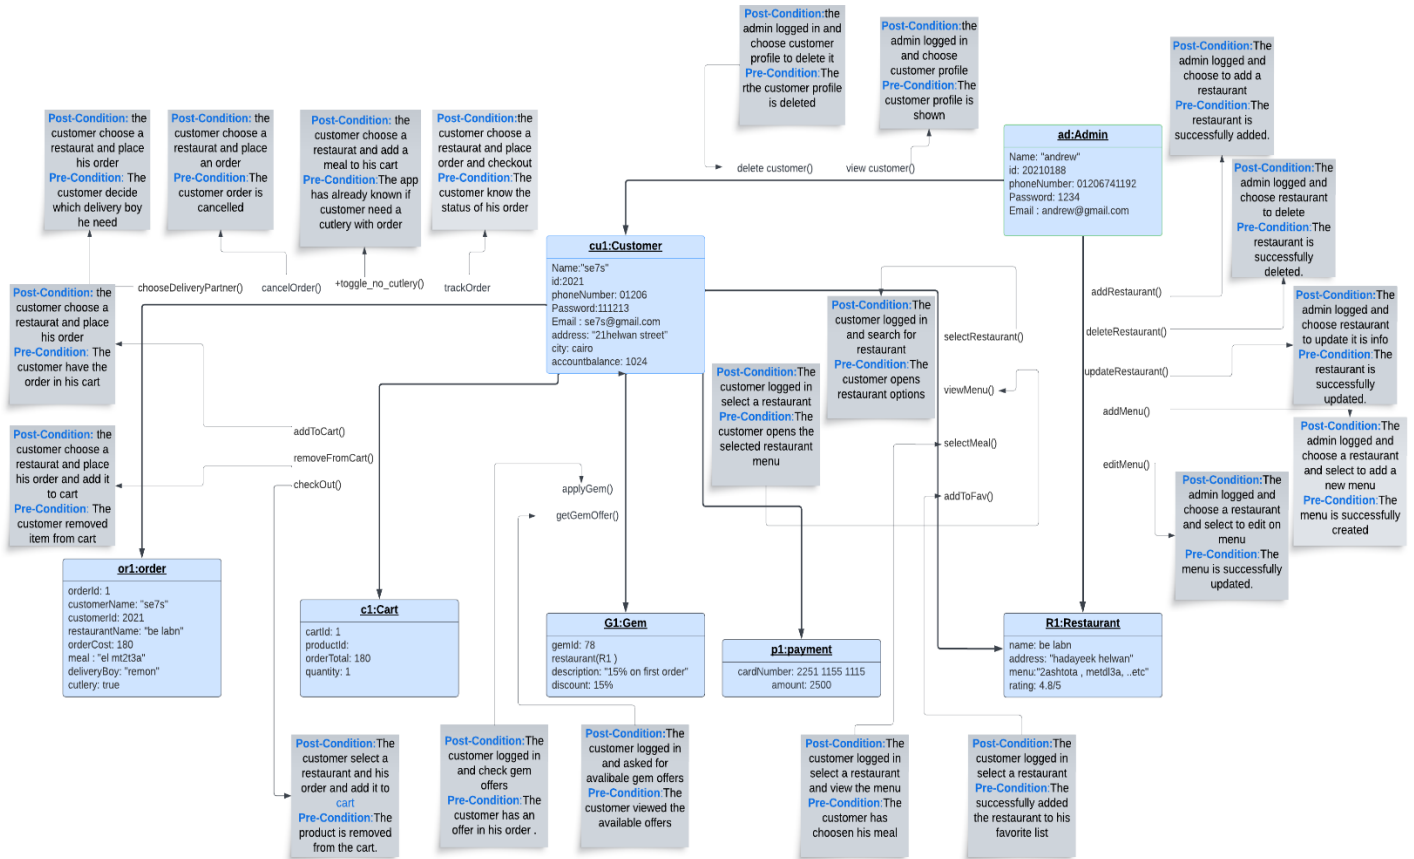 Post-Condition:the
admin logged in and
choose customer
profile to delete it
Pre-Condition:The
rthe customer profile
is deleted
Post-Condition:the
admin logged in
and choose
customer profile
Pre-Condition:The
customer profile is
shown
Post-Condition:The
admin logged and
choose to add a
restaurant
Pre-Condition:The
restaurant is
successfully added.
Post-Condition: the
customer choose a
restaurat and place
his order
Pre-Condition: The
customer decide
which delivery boy
he need
Post-Condition: the
customer choose a
restaurat and place
an order
Pre-Condition:The
customer order is
cancelled
Post-Condition: the
customer choose a
restaurat and add a
meal to his cart
Pre-Condition:The app
has already known if
customer need a
cutlery with order
Post-Condition:the
customer choose a
restaurat and place
order and checkout
Pre-Condition:The
customer know the
status of his order
delete customer()
view customer()
ad:Admin
Name: "andrew"
id: 20210188
phoneNumber: 01206741192
Password: 1234
Email : andrew@gmail.com
Post-Condition:The
admin logged and
choose restaurant
to delete
Pre-Condition:The
restaurant is
successfully
deleted.
cu1:Customer
Name:"se7s"
id:2021
phoneNumber: 01206
Password:111213
Email : se7s@gmail.com
address: "21helwan street"
city: cairo
accountbalance: 1024
chooseDeliveryPartner()
cancelOrder()
+toggle_no_cutlery()
trackOrder
Post-Condition: the
customer choose a
restaurat and place
his order
Pre-Condition: The
customer have the
order in his cart
Post-Condition:The
customer logged in
and search for
restaurant
Pre-Condition:The
customer opens
restaurant options
selectRestaurant()
addRestaurant()
deleteRestaurant()
updateRestaurant()
Post-Condition:The
admin logged and
choose restaurant
to update it is info
Pre-Condition:The
restaurant is
successfully
updated.
Post-Condition:The
customer logged in
select a restaurant
Pre-Condition:The
customer opens the
selected restaurant
menu
viewMenu()
addMenu()
selectMeal()
editMenu()
addToFav()
Post-Condition:The
admin logged and
choose a restaurant
and select to add a
new menu
Pre-Condition:The
menu is successfully
created
Post-Condition:The
admin logged and
choose a restaurant
and select to edit on
menu
Pre-Condition:The
menu is successfully
updated.
addToCart()
removeFromCart()
checkOut()
Post-Condition: the
customer choose a
restaurat and place
his order and add it
to cart
Pre-Condition: The
customer removed
item from cart
applyGem()
getGemOffer()
or1:order
orderId: 1
customerName: "se7s"
customerId: 2021
restaurantName: "be labn"
orderCost: 180
meal : "el mt2t3a"
deliveryBoy: "remon"
cutlery: true
c1:Cart
cartId: 1
productId:
orderTotal: 180
quantity: 1
G1:Gem
gemId: 78
restaurant(R1 )
description: "15% on first order"
discount: 15%
p1:payment
cardNumber: 2251 1155 1115
amount: 2500
R1:Restaurant
name: be labn
address: "hadayeek helwan"
menu:"2ashtota , metdl3a, ..etc"
rating: 4.8/5
Post-Condition:The
customer select a
restaurant and his
order and add it to
cart
Pre-Condition:The
product is removed
from the cart.
Post-Condition:The
customer logged in
and check gem
offers
Pre-Condition:The
customer has an
offer in his order .
Post-Condition:The
customer logged in
and asked for
avalibale gem offers
Pre-Condition:The
customer viewed the
available offers
Post-Condition:The
customer logged in
select a restaurant
and view the menu
Pre-Condition:The
customer has
choosen his meal
Post-Condition:The
customer logged in
select a restaurant
Pre-Condition:The
successfully added
the restaurant to his
favorite list